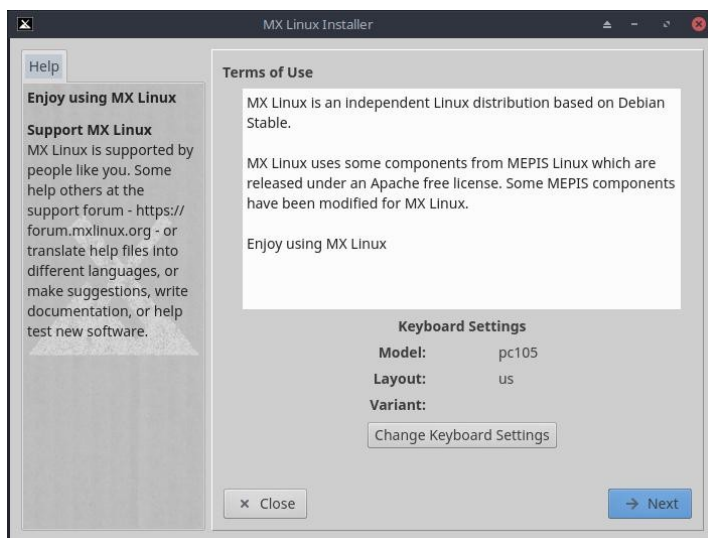 MX Linux Installer
Help
Enjoy using MX Linux
Support MX Linux
MX Linux is supported by
people like you. Some
help others at the
support forum - https://
forum.mxlinux.org - or
translate help files into
different languages, or
make suggestions, write
documentation, or help
test new software.
Terms of Use
MX Linux is an independent Linux distribution based on Debian
Stable.
MX Linux uses some components from MEPIS Linux which are
released under an Apache free license. Some MEPIS components
have been modified for MX Linux.
Enjoy using MX Linux
Keyboard Settings
Model: pc105
Layout: us
Variant:
Change Keyboard Settings
Close
Next